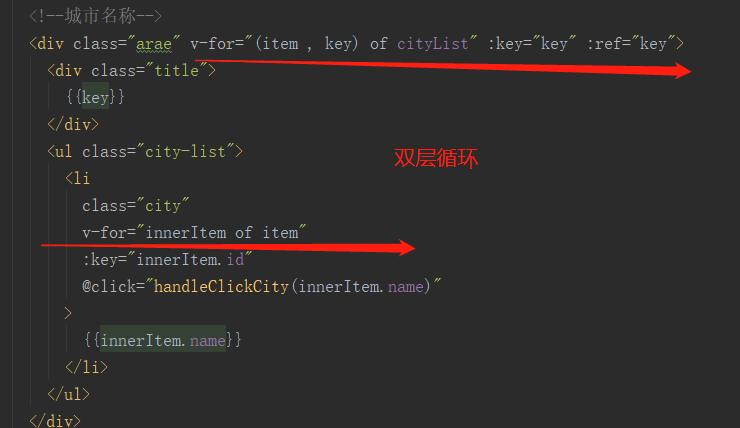 <!--城市名称-->
<div class="arae" v-for="(item , key) of cityList" :key="key" :ref="key">
<div class="title">
{{key}}
</div>
<ul class="city-list">
双层循环
<li
class="city"
v-for="innerItem of item"
:key="innerItem.id"
@click="handleClickCity(innerItem.name)"
>
{{innerItem.name}}
</li>
</ul>
</div>